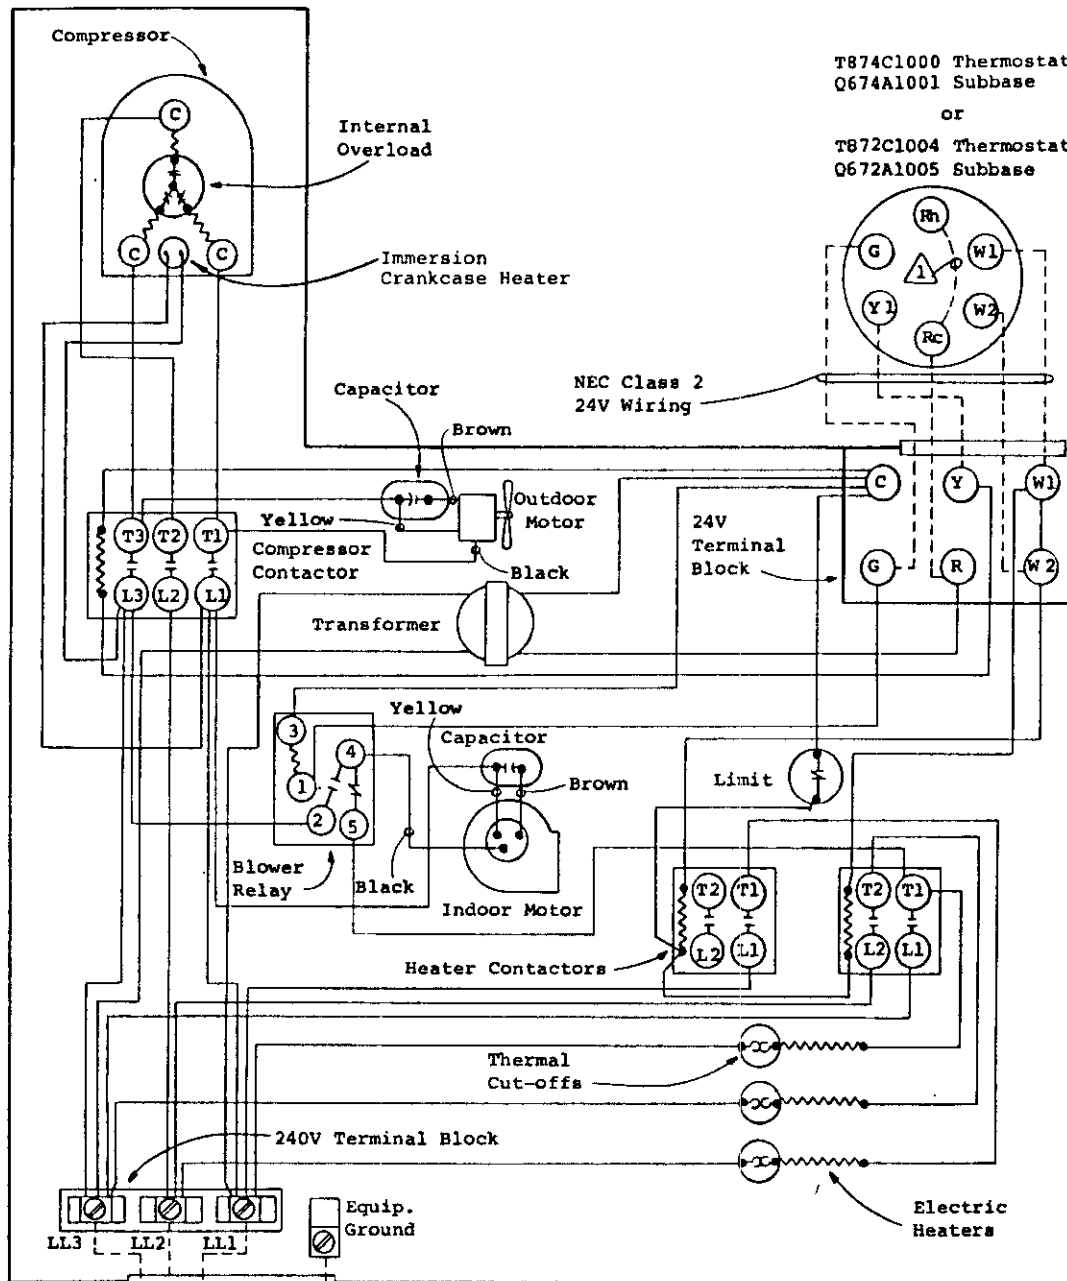 Compressor
T874C1000 Thermostat
Q674A1001 Subbase
or
T872C1004 Thermostat
Q672A1005 Subbase
C
Internal
Overload
Rh
G
W1
1
C
C
Immersion
Crankcase Heater
Y1
W2
Rc
NEC Class 2
24V Wiring
Capacitor
Brown
C
Y
W1
Outdoor
Motor
Yellow
T3
T2
T1
Compressor
Contactor
24V
Terminal
Block
Black
G
R
W2
L3
L2
L1
Transformer
Yellow
Capacitor
3
4
Limit
Brown
1
2
5
Blower
Relay
Black
Indoor Motor
T2
T1
T2
T1
L2
L1
L2
L1
Heater Contactors
Thermal
Cut-offs
240V Terminal Block
Electric
Heaters
Equip.
Ground
LL3
LL2
LL1